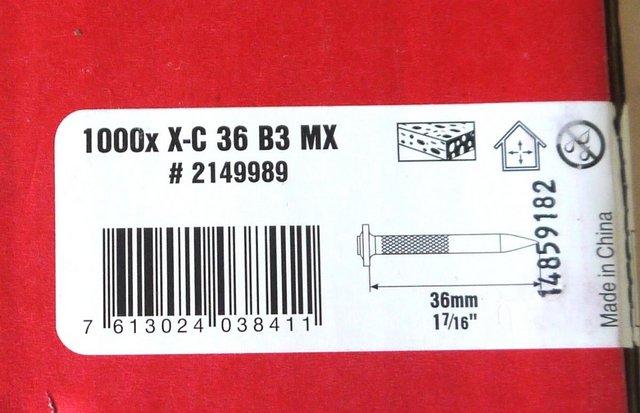 1000x X-C 36 B3 MX
# 2149989
7 613024 038411
36mm
1 7/16"
14859182
Made in China